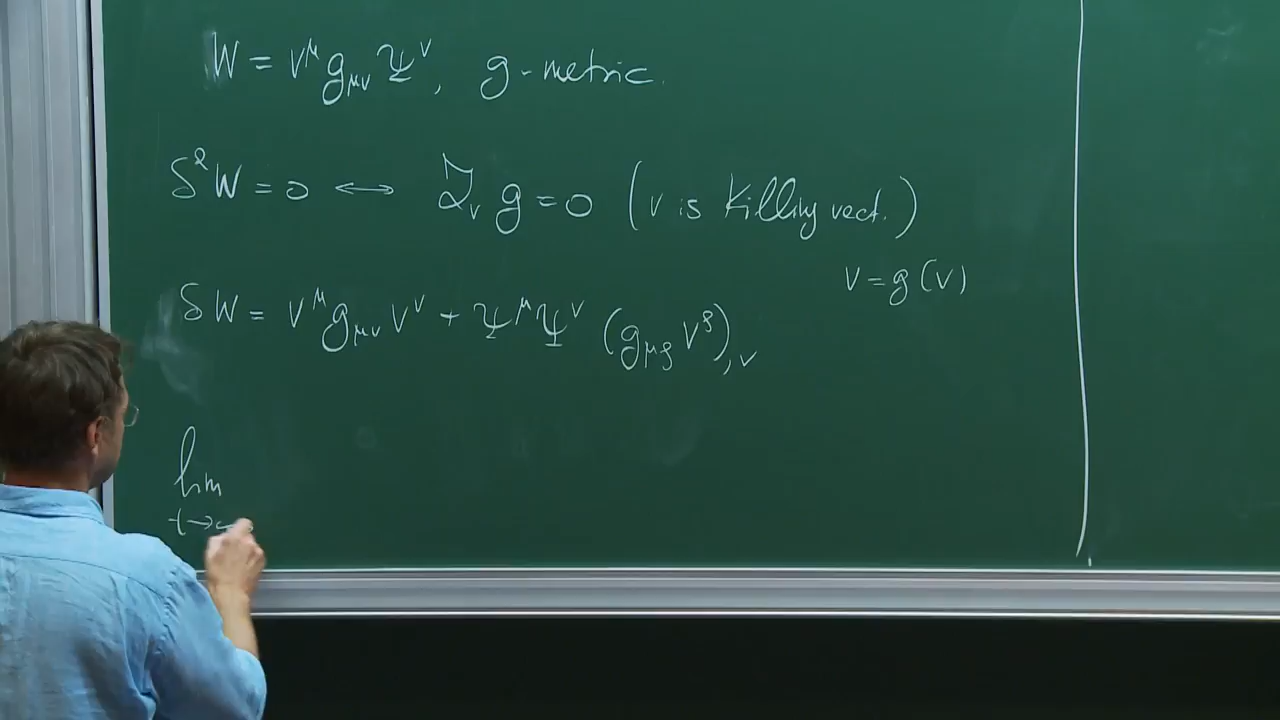 W = V^μ g_μν Ψ^ν, g-metric.
δ²W = 0 ↔ ℒ_v g = 0 (v is Killing vect.)
V = g(v)
δW = V^μ g_μν V^ν + Ψ^μ Ψ^ν (g_μρ V^ρ)_,ν
lim
t→